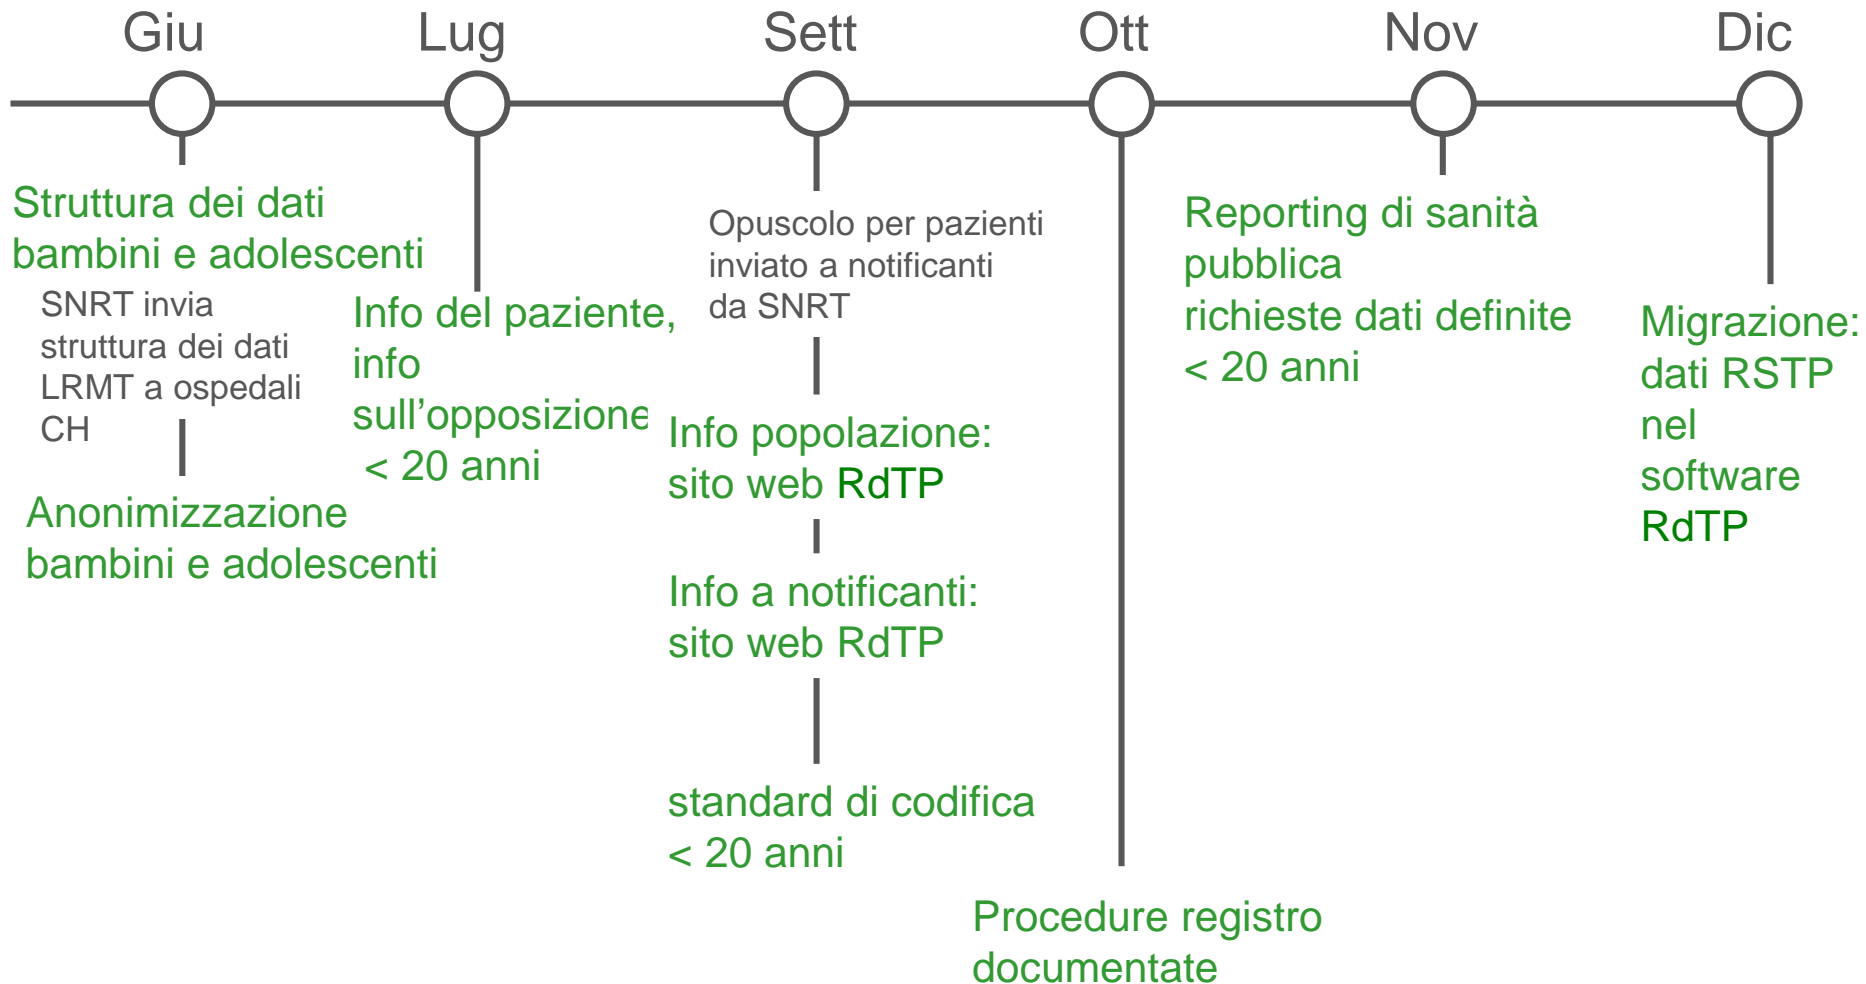 Giu
Lug
Sett
Ott
Nov
Dic
Struttura dei dati
bambini e adolescenti
SNRT invia
struttura dei dati
LRMT a ospedali
CH
Anonimizzazione
bambini e adolescenti
Info del paziente,
info
sull’opposizione
< 20 anni
Opuscolo per pazienti
inviato a notificanti
da SNRT
Info popolazione:
sito web RdTP
Info a notificanti:
sito web RdTP
standard di codifica
< 20 anni
Procedure registro
documentate
Reporting di sanità
pubblica
richieste dati definite
< 20 anni
Migrazione:
dati RSTP
nel
software
RdTP